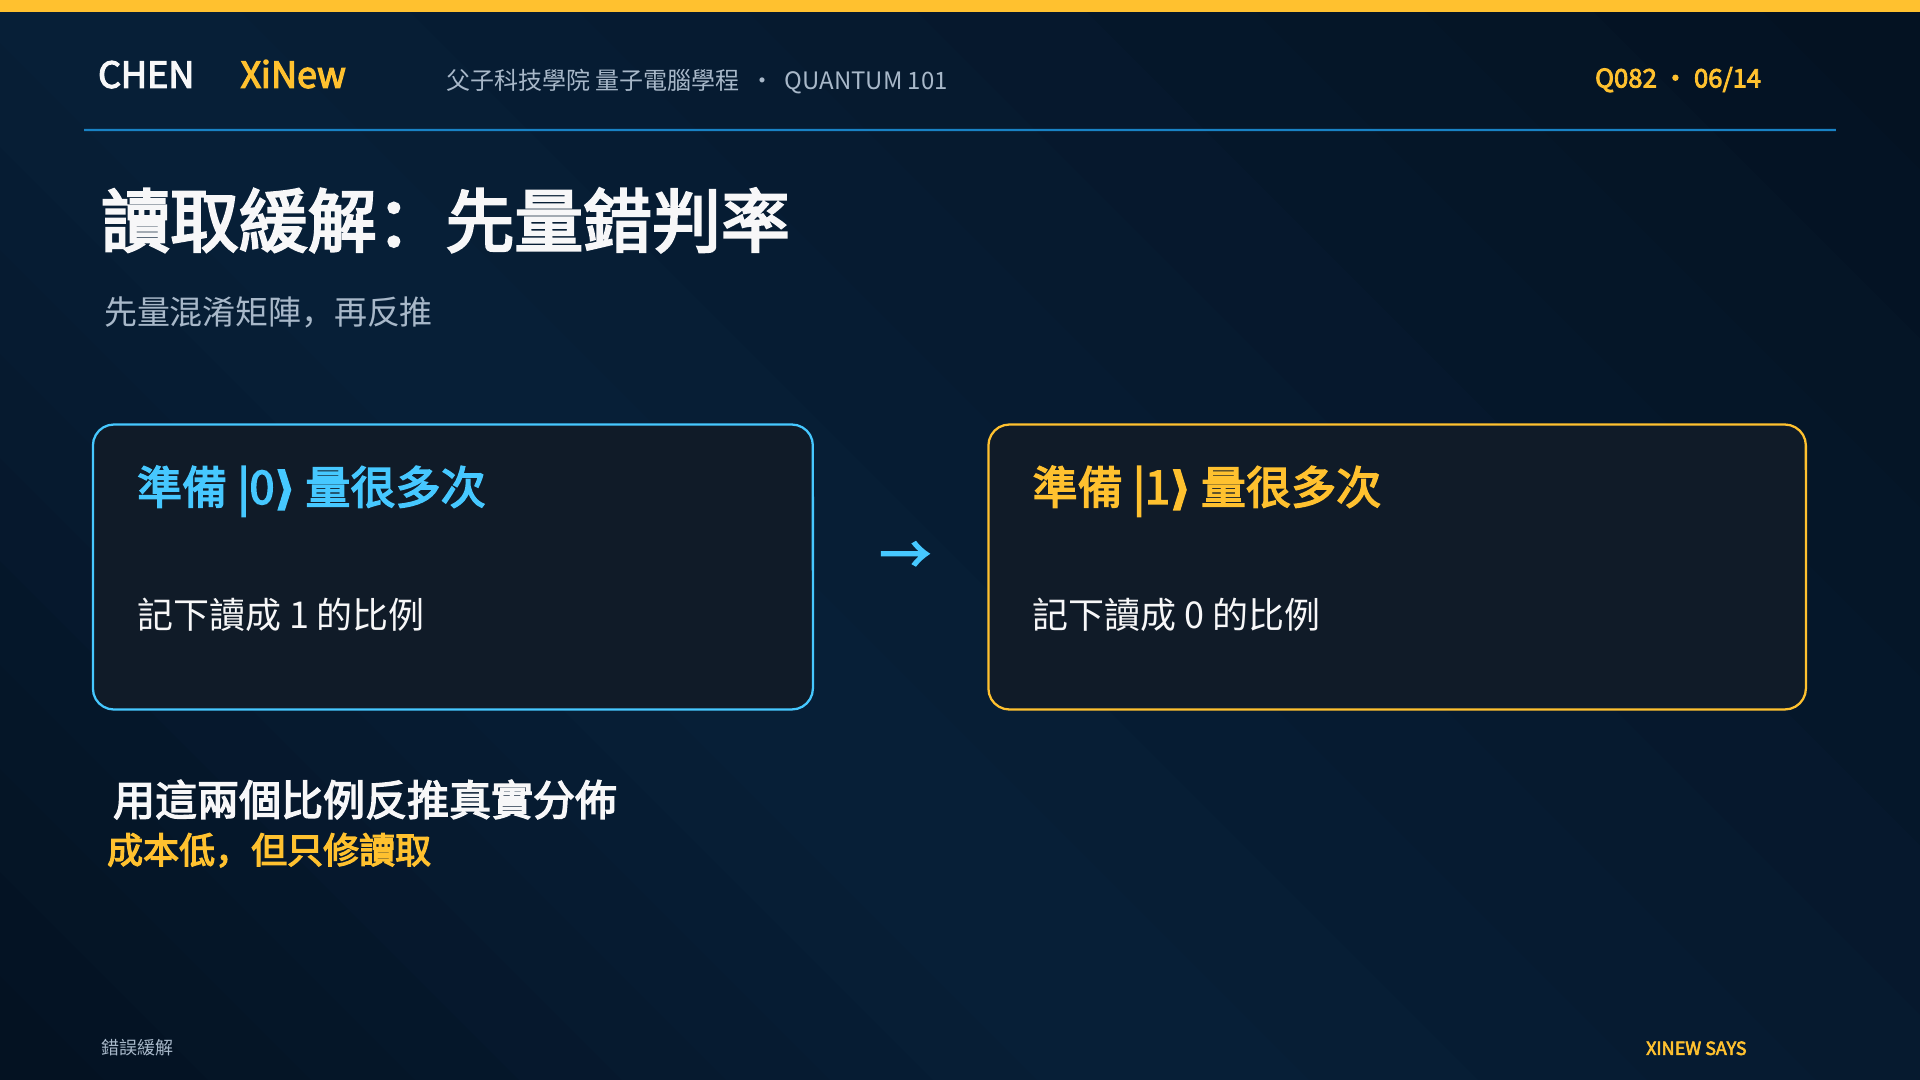 CHEN XiNew 父子科技學院 量子電腦學程 · QUANTUM 101 Q082 · 06/14
讀取緩解：先量錯判率
先量混淆矩陣，再反推
準備 |0⟩ 量很多次
記下讀成 1 的比例
→
準備 |1⟩ 量很多次
記下讀成 0 的比例
用這兩個比例反推真實分佈
成本低，但只修讀取
錯誤緩解
XINEW SAYS